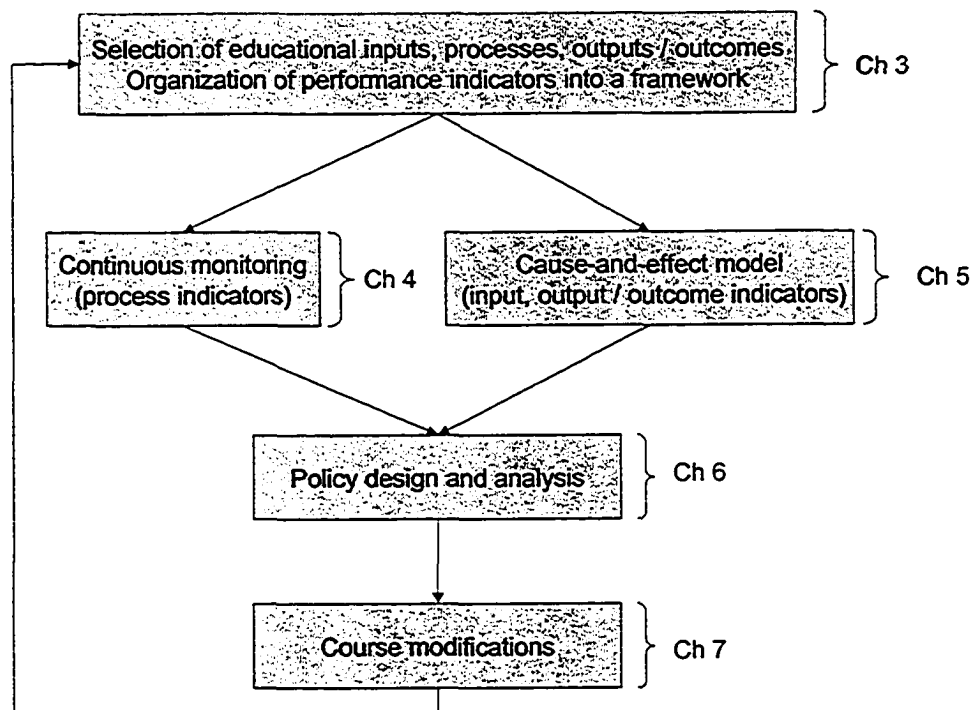 Selection of educational inputs, processes, outputs / outcomes
Organization of performance indicators into a framework
Ch 3
Continuous monitoring
(process indicators)
Ch 4
Cause-and-effect model
(input, output / outcome indicators)
Ch 5
Policy design and analysis
Ch 6
Course modifications
Ch 7